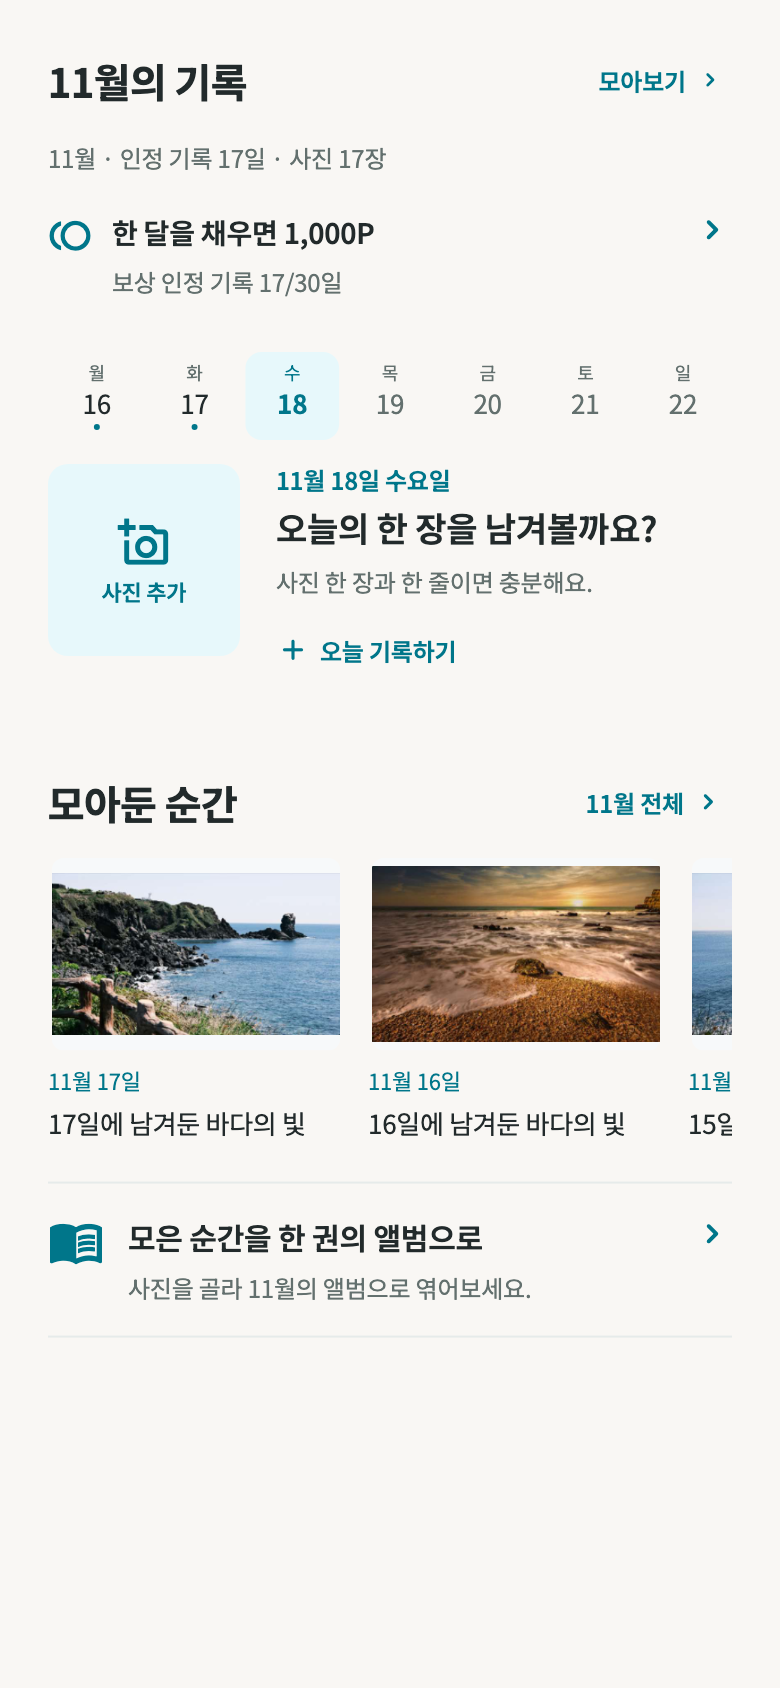 11월의 기록
모아보기
11월 · 인정 기록 17일 · 사진 17장
한 달을 채우면 1,000P
보상 인정 기록 17/30일
월 화 수 목 금 토 일
16 17 18 19 20 21 22
사진 추가
11월 18일 수요일
오늘의 한 장을 남겨볼까요?
사진 한 장과 한 줄이면 충분해요.
오늘 기록하기
모아둔 순간
11월 전체
11월 17일
17일에 남겨둔 바다의 빛
11월 16일
16일에 남겨둔 바다의 빛
11월
15일
모은 순간을 한 권의 앨범으로
사진을 골라 11월의 앨범으로 엮어보세요.